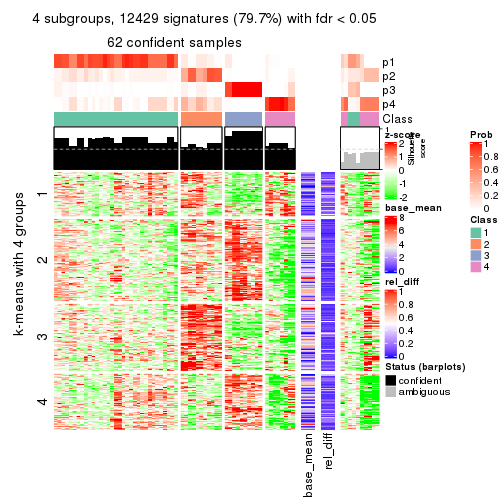 4 subgroups, 12429 signatures (79.7%) with fdr < 0.05
62 confident samples
p1
p2
p3
p4
Class
1
Silhouette
score
z-score
2
1
0
-1
-2
base_mean
8
6
4
2
0
rel_diff
1
0.8
0.6
0.4
0.2
0
Status (barplots)
confident
ambiguous
Prob
1
0.8
0.6
0.4
0.2
0
Class
1
2
3
4
k-means with 4 groups
1
2
3
4
base_mean
rel_diff